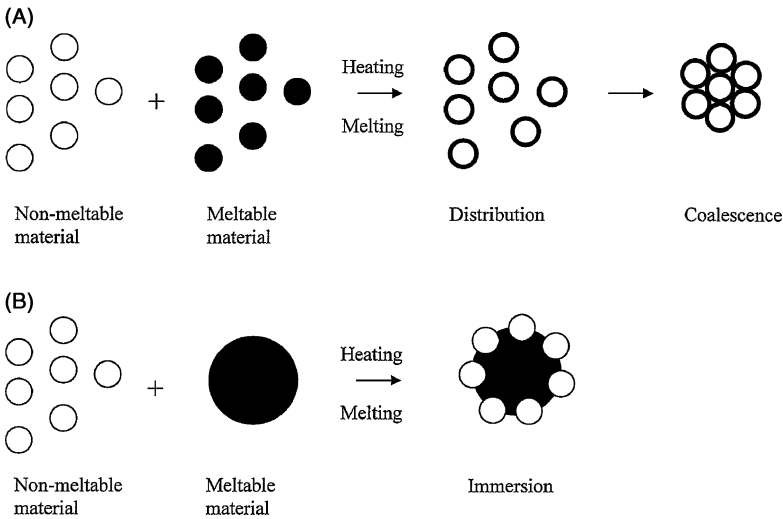 (A)
+
Heating
Melting
Non-meltable
material
Meltable
material
Distribution
Coalescence
(B)
+
Heating
Melting
Non-meltable
material
Meltable
material
Immersion